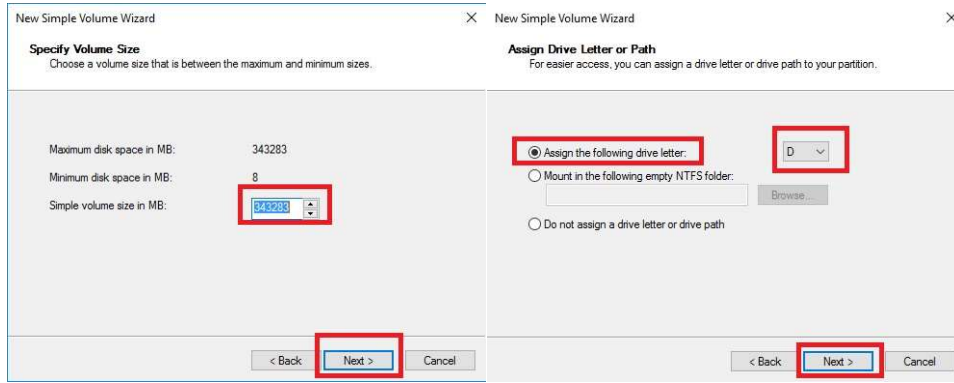 New Simple Volume Wizard
Specify Volume Size
Choose a volume size that is between the maximum and minimum sizes.
Maximum disk space in MB: 343283
Minimum disk space in MB: 8
Simple volume size in MB: 343283
< Back Next > Cancel
New Simple Volume Wizard
Assign Drive Letter or Path
For easier access, you can assign a drive letter or drive path to your partition.
Assign the following drive letter: D
Mount in the following empty NTFS folder:
Browse...
Do not assign a drive letter or drive path
< Back Next > Cancel